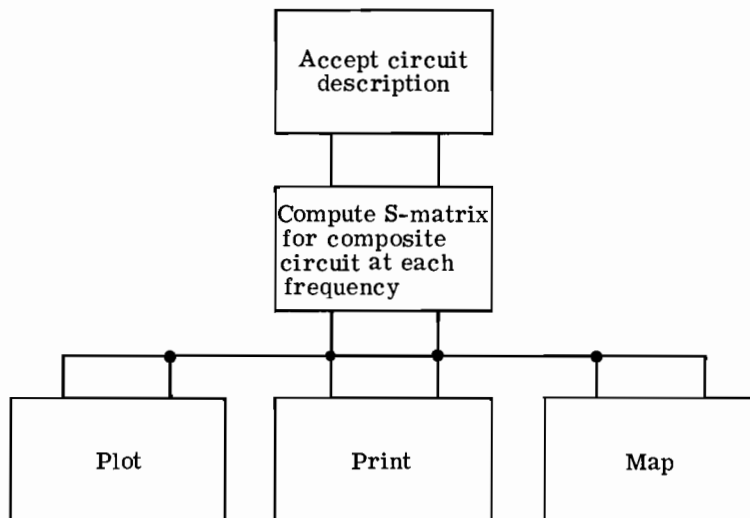 Accept circuit
description
Compute S-matrix
for composite
circuit at each
frequency
Plot
Print
Map